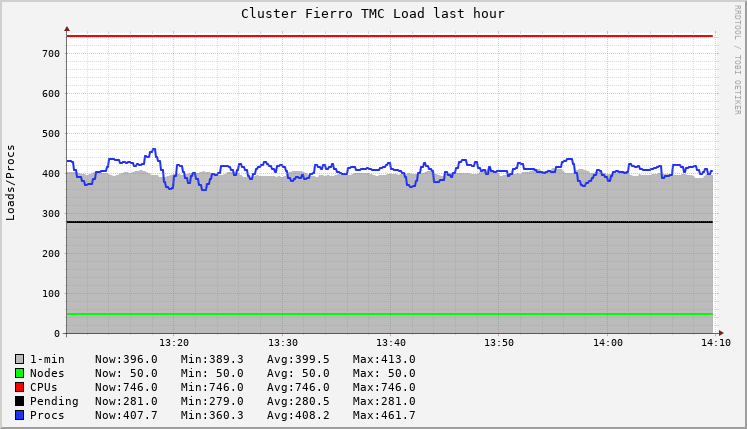 Cluster Fierro TMC Load last hour
RRDTOOL / TOBI OETIKER
Loads/Procs
700
600
500
400
300
200
100
0
13:20 13:30 13:40 13:50 14:00 14:10
1-min Now:396.0 Min:389.3 Avg:399.5 Max:413.0
Nodes Now: 50.0 Min: 50.0 Avg: 50.0 Max: 50.0
CPUs Now:746.0 Min:746.0 Avg:746.0 Max:746.0
Pending Now:281.0 Min:279.0 Avg:280.5 Max:281.0
Procs Now:407.7 Min:360.3 Avg:408.2 Max:461.7